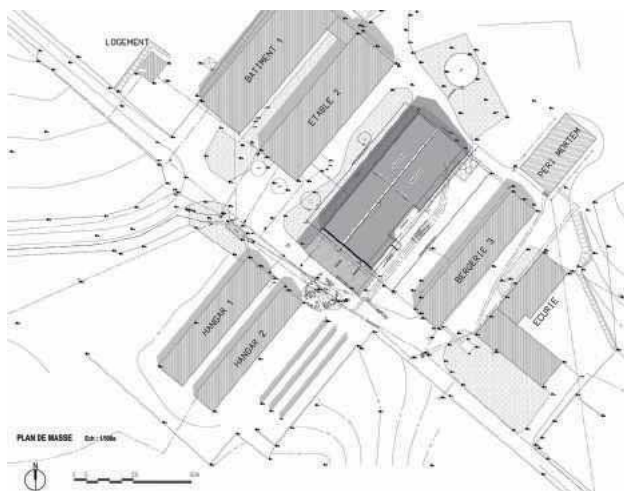 LOGEMENT
BATIMENT 1
ETABLE 2
PERI MORTEM
BERGERIE 3
ECURIE
HANGAR 1
HANGAR 2
PLAN DE MASSE
N